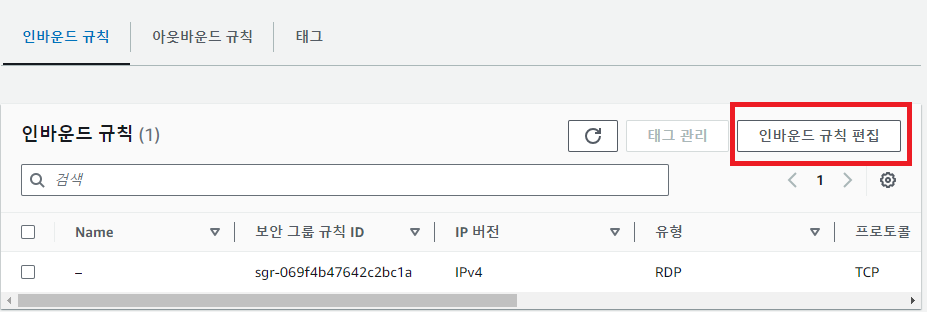 인바운드 규칙 아웃바운드 규칙 태그
인바운드 규칙 (1) 태그 관리 인바운드 규칙 편집
검색 1
Name 보안 그룹 규칙 ID IP 버전 유형 프로토콜
– sgr-069f4b47642c2bc1a IPv4 RDP TCP